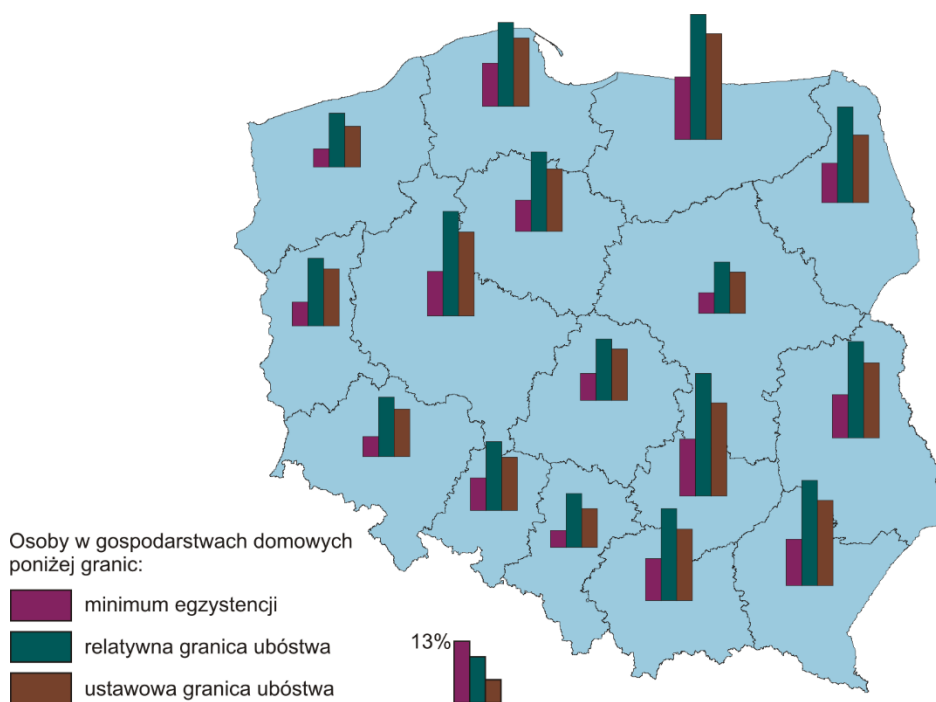 Osoby w gospodarstwach domowych
poniżej granic:
minimum egzystencji
relatywna granica ubóstwa
ustawowa granica ubóstwa
13%